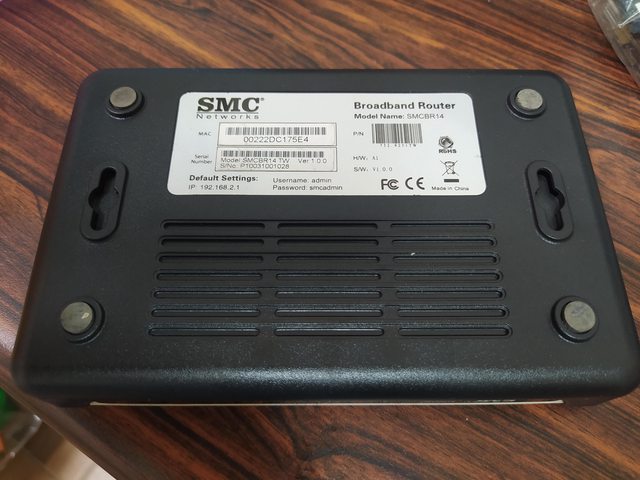 SMC®
Networks
Broadband Router
Model Name: SMCBR14
MAC
00222DC175E4
P/N
Serial
Number
Model SMCBR14 TW Ver 1.0.0
S/No. P10031001028
RoHS
H/W: A1
S/W: V1.0.0
Default Settings:
Username: admin
IP: 192.168.2.1
Password: smcadmin
FC CE
Made in China